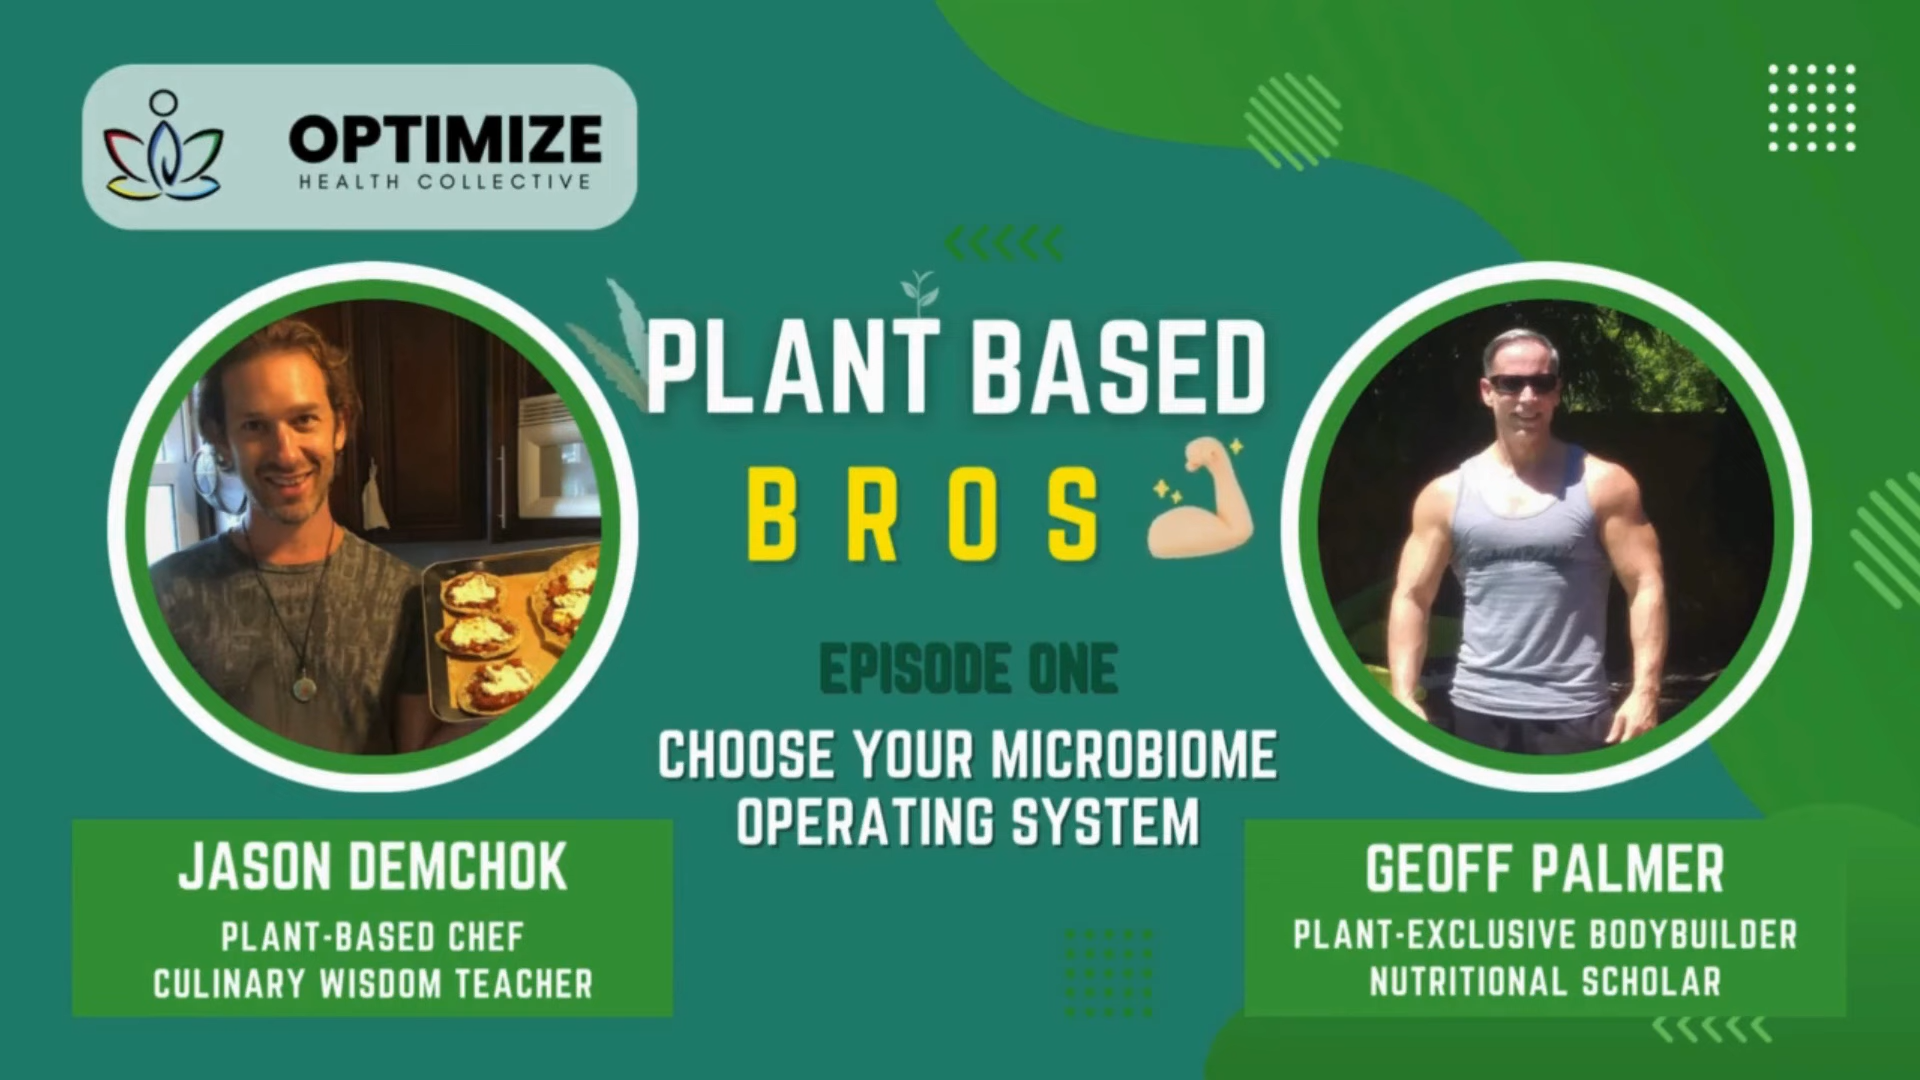 OPTIMIZE
HEALTH COLLECTIVE
PLANT BASED
BROS
EPISODE ONE
CHOOSE YOUR MICROBIOME
OPERATING SYSTEM
JASON DEMCHOK
PLANT-BASED CHEF
CULINARY WISDOM TEACHER
GEOFF PALMER
PLANT-EXCLUSIVE BODYBUILDER
NUTRITIONAL SCHOLAR